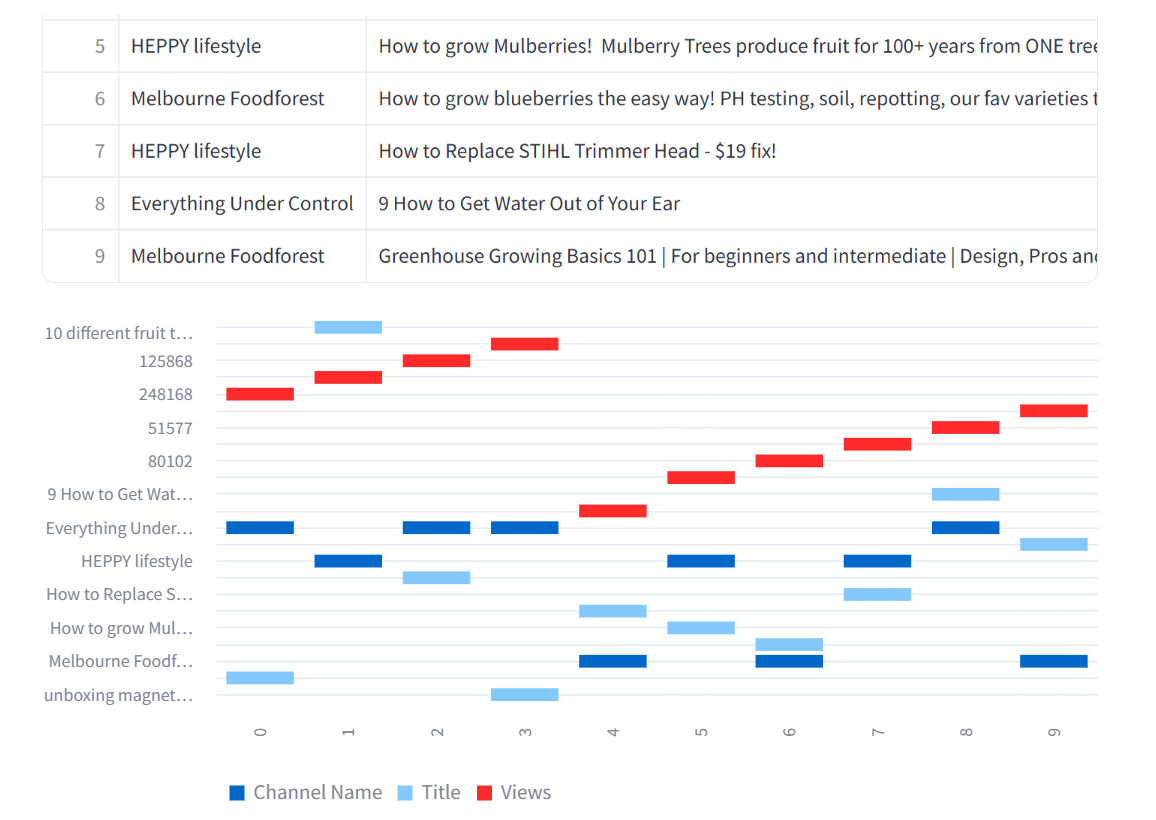 5 HEPPY lifestyle How to grow Mulberries! Mulberry Trees produce fruit for 100+ years from ONE tree
6 Melbourne Foodforest How to grow blueberries the easy way! PH testing, soil, repotting, our fav varieties t
7 HEPPY lifestyle How to Replace STIHL Trimmer Head - $19 fix!
8 Everything Under Control 9 How to Get Water Out of Your Ear
9 Melbourne Foodforest Greenhouse Growing Basics 101 | For beginners and intermediate | Design, Pros and
10 different fruit t…
125868
248168
51577
80102
9 How to Get Wat…
Everything Under…
HEPPY lifestyle
How to Replace S…
How to grow Mul…
Melbourne Foodf…
unboxing magnet…
0 1 2 3 4 5 6 7 8 9
Channel Name Title Views